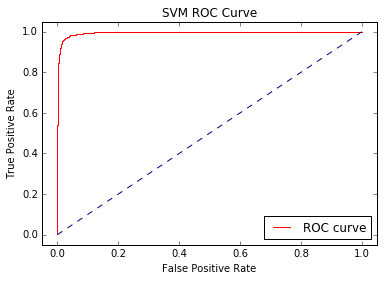 SVM ROC Curve
1.0
0.8
0.6
0.4
0.2
0.0
True Positive Rate
0.0 0.2 0.4 0.6 0.8 1.0
False Positive Rate
ROC curve